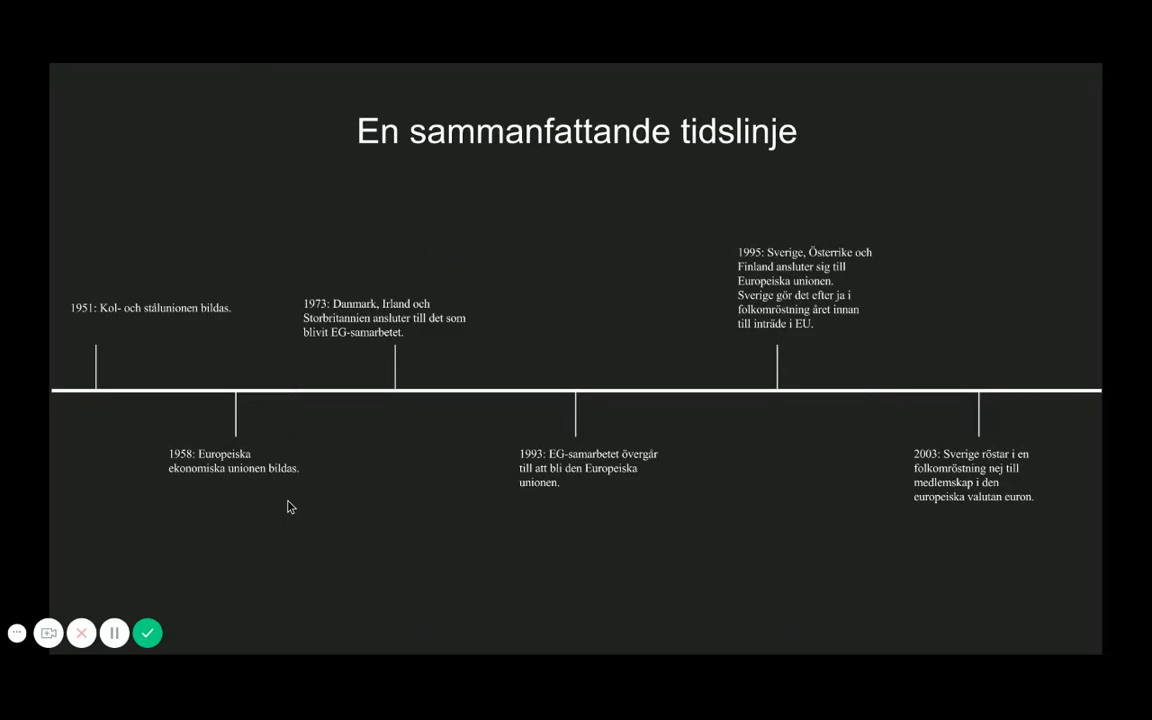 En sammanfattande tidslinje
1951: Kol- och stålunionen bildas.
1958: Europeiska
ekonomiska unionen bildas.
1973: Danmark, Irland och
Storbritannien ansluter till det som
blivit EG-samarbetet.
1993: EG-samarbetet övergår
till att bli den Europeiska
unionen.
1995: Sverige, Österrike och
Finland ansluter sig till
Europeiska unionen.
Sverige gör det efter ja i
folkomröstning året innan
till inträde i EU.
2003: Sverige röstar i en
folkomröstning nej till
medlemskap i den
europeiska valutan euron.